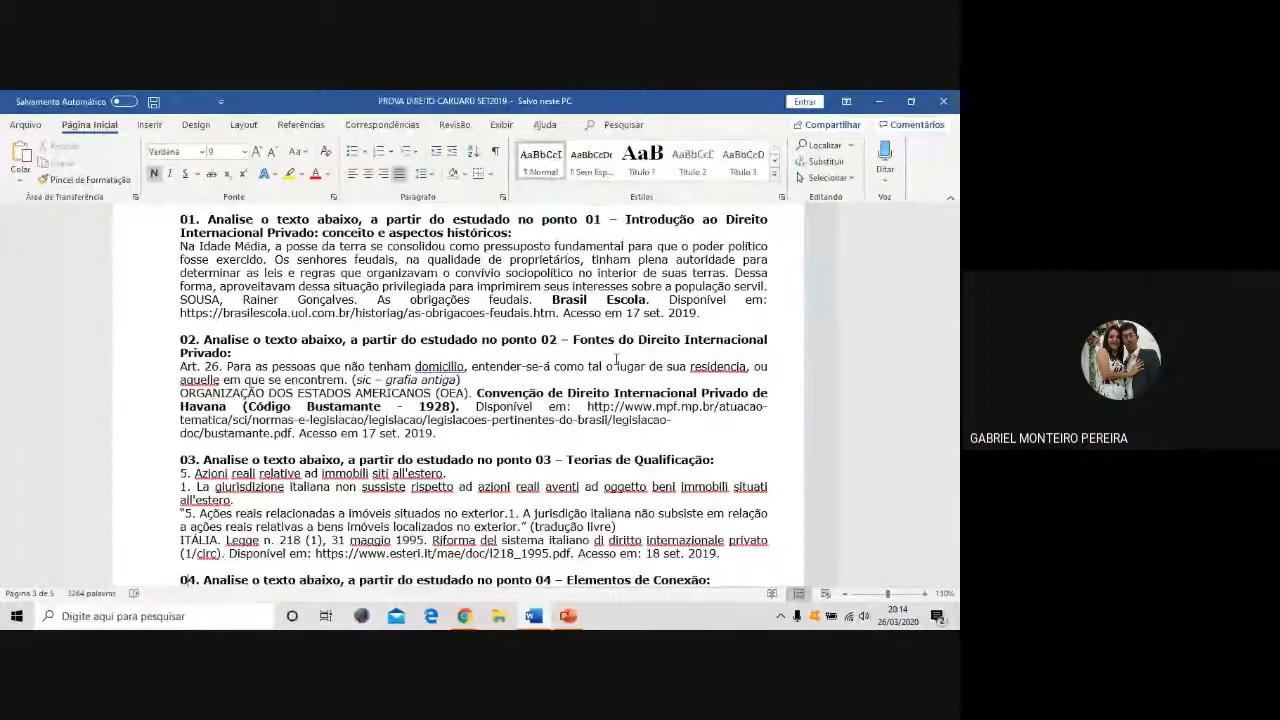 Salvamento Automático
PROVA DIREITO CARUARU SET2019 - Salvo neste PC
Entrar
Arquivo Página Inicial Inserir Design Layout Referências Correspondências Revisão Exibir Ajuda Pesquisar Compartilhar Comentários
Colar
Recortar
Copiar
Pincel de Formatação
Verdana 9
N I S
AaBbCcI AaBbCcDc AaB AaBbCcI AaBbCcI
¶ Normal ¶ Sem Esp... Título 1 Título 2 Título 3
Localizar
Substituir
Selecionar
Ditar
Área de Transferência Fonte Parágrafo Estilos Editando Voz
01. Analise o texto abaixo, a partir do estudado no ponto 01 – Introdução ao Direito
Internacional Privado: conceito e aspectos históricos:
Na Idade Média, a posse da terra se consolidou como pressuposto fundamental para que o poder político
fosse exercido. Os senhores feudais, na qualidade de proprietários, tinham plena autoridade para
determinar as leis e regras que organizavam o convívio sociopolítico no interior de suas terras. Dessa
forma, aproveitavam dessa situação privilegiada para imprimirem seus interesses sobre a população servil.
SOUSA, Rainer Gonçalves. As obrigações feudais. Brasil Escola. Disponível em:
https://brasilescola.uol.com.br/historiag/as-obrigacoes-feudais.htm. Acesso em 17 set. 2019.
02. Analise o texto abaixo, a partir do estudado no ponto 02 – Fontes do Direito Internacional
Privado:
Art. 26. Para as pessoas que não tenham domicilio, entender-se-á como tal o lugar de sua residencia, ou
aquelle em que se encontrem. (sic – grafia antiga)
ORGANIZAÇÃO DOS ESTADOS AMERICANOS (OEA). Convenção de Direito Internacional Privado de
Havana (Código Bustamante - 1928). Disponível em: http://www.mpf.mp.br/atuacao-
tematica/sci/normas-e-legislacao/legislacao/legislacoes-pertinentes-do-brasil/legislacao-
doc/bustamante.pdf. Acesso em 17 set. 2019.
03. Analise o texto abaixo, a partir do estudado no ponto 03 – Teorias de Qualificação:
5. Azioni reali relative ad immobili siti all'estero.
1. La giurisdizione italiana non sussiste rispetto ad azioni reali aventi ad oggetto beni immobili situati
all'estero.
"5. Ações reais relacionadas a imóveis situados no exterior.1. A jurisdição italiana não subsiste em relação
a ações reais relativas a bens imóveis localizados no exterior." (tradução livre)
ITÁLIA. Legge n. 218 (1), 31 maggio 1995. Riforma del sistema italiano di diritto internazionale privato
(1/circ). Disponível em: https://www.esteri.it/mae/doc/l218_1995.pdf. Acesso em: 18 set. 2019.
04. Analise o texto abaixo, a partir do estudado no ponto 04 – Elementos de Conexão:
Página 3 de 5 3264 palavras
130%
Digite aqui para pesquisar
20:14
26/03/2020
GABRIEL MONTEIRO PEREIRA